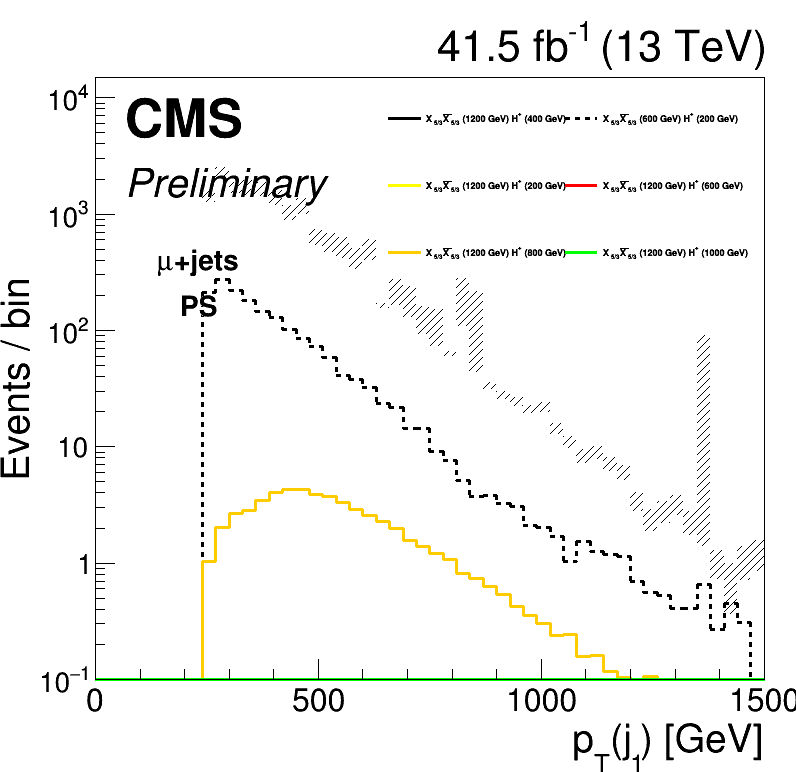 41.5 fb⁻¹ (13 TeV)
CMS
Preliminary
μ+jets
PS
X₅/₃X̅₅/₃ (1200 GeV) H⁺ (400 GeV)
X₅/₃X̅₅/₃ (600 GeV) H⁺ (200 GeV)
X₅/₃X̅₅/₃ (1200 GeV) H⁺ (200 GeV)
X₅/₃X̅₅/₃ (1200 GeV) H⁺ (600 GeV)
X₅/₃X̅₅/₃ (1200 GeV) H⁺ (800 GeV)
X₅/₃X̅₅/₃ (1200 GeV) H⁺ (1000 GeV)
Events / bin
10⁴
10³
10²
10
1
10⁻¹
0 500 1000 1500
p_T(j₁) [GeV]